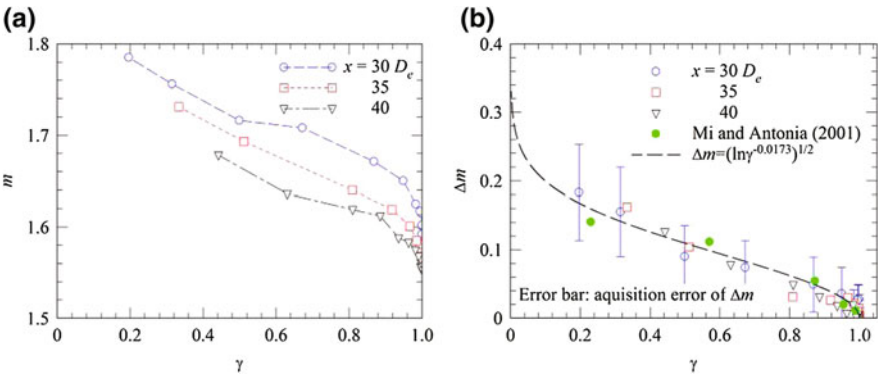 (a)
1.8
1.7
m
1.6
1.5
0
0.2
0.4
0.6
0.8
1.0
γ
x = 30 Dₑ
35
40
(b)
0.4
0.3
Δm
0.2
0.1
0
0
0.2
0.4
0.6
0.8
1.0
γ
x = 30 Dₑ
35
40
Mi and Antonia (2001)
Δm=(lnγ^-0.0173)^1/2
Error bar: aquisition error of Δm